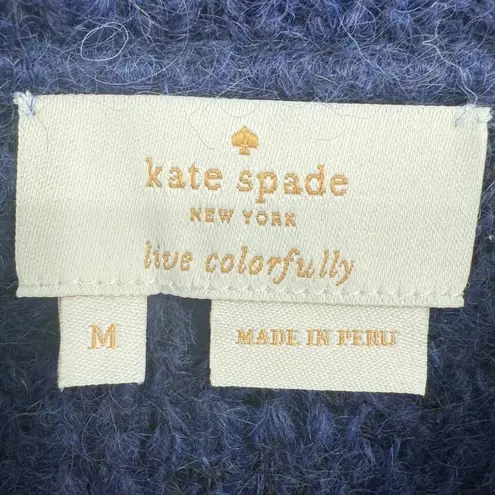 kate spade
NEW YORK
live colorfully
M
MADE IN PERU